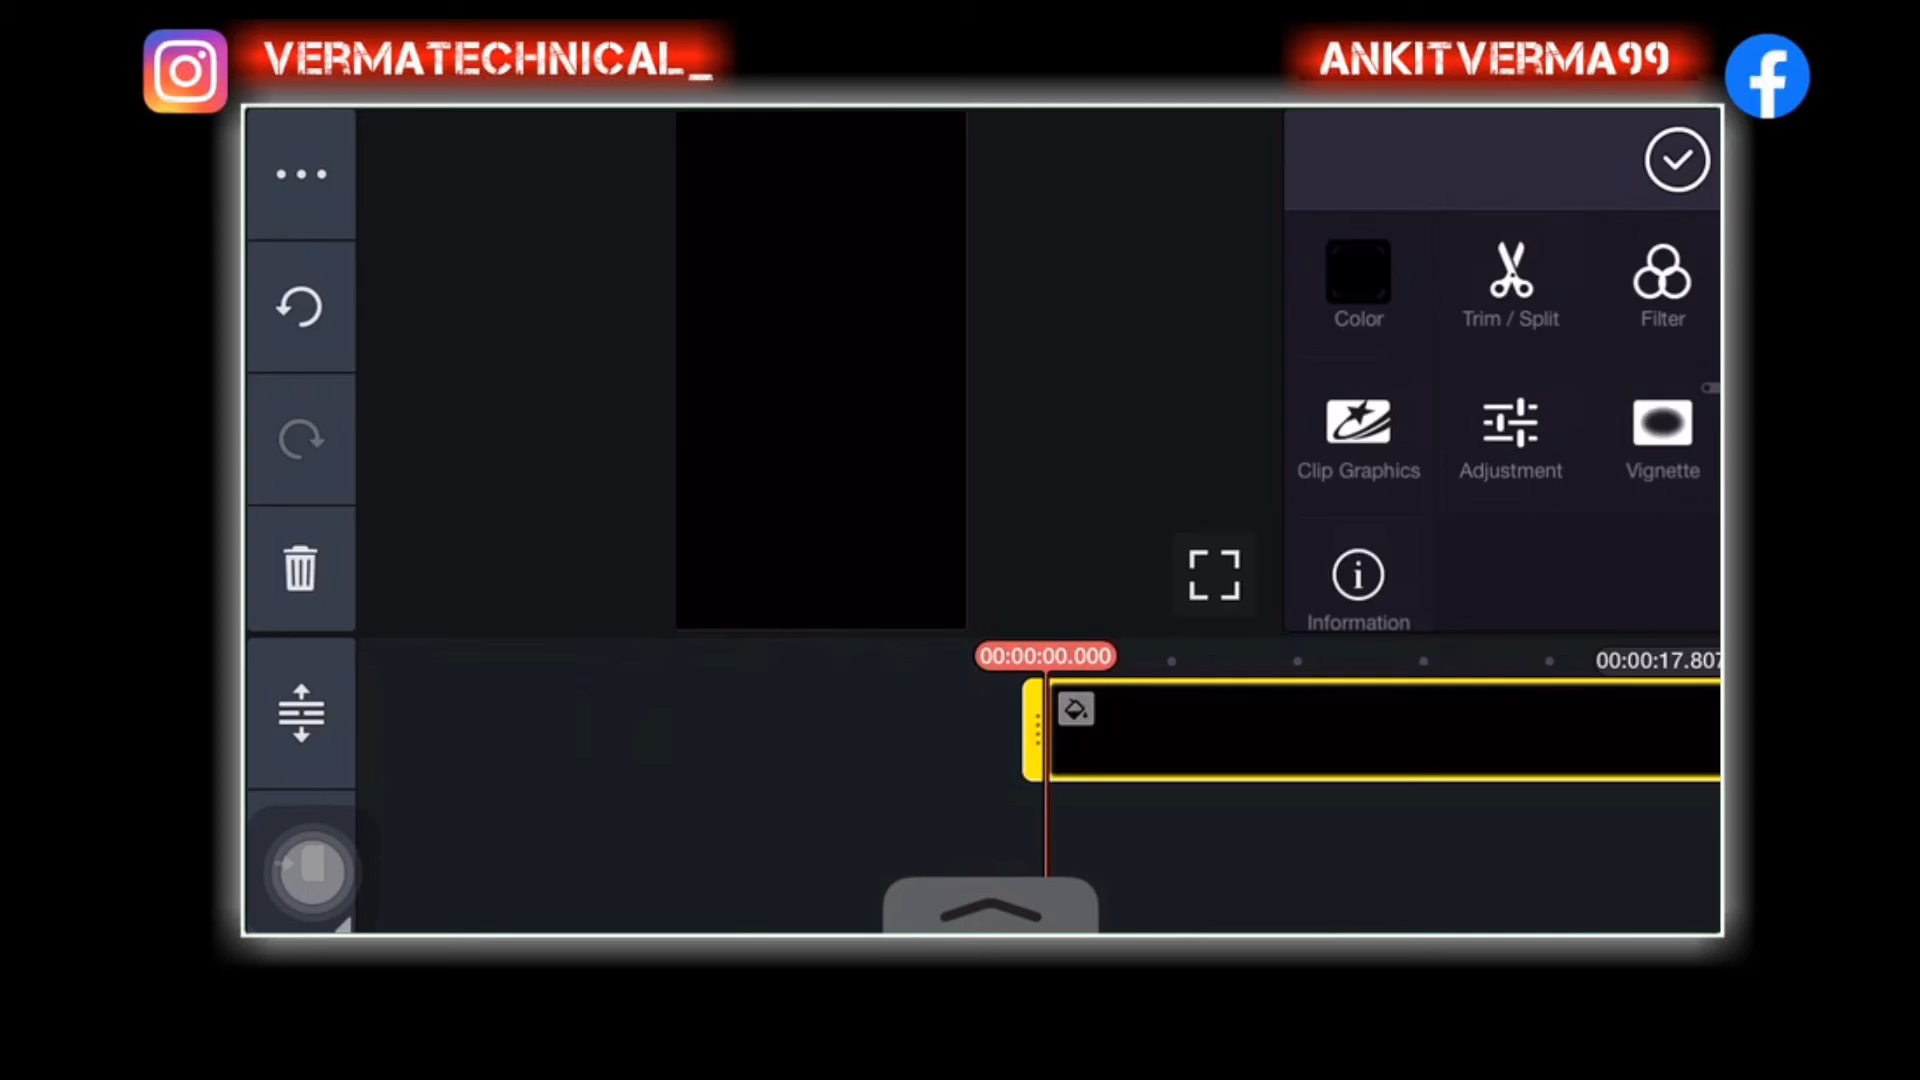 VERMATECHNICAL_
ANKITVERMA99
Color
Trim / Split
Filter
Clip Graphics
Adjustment
Vignette
Information
00:00:00.000
00:00:17.807